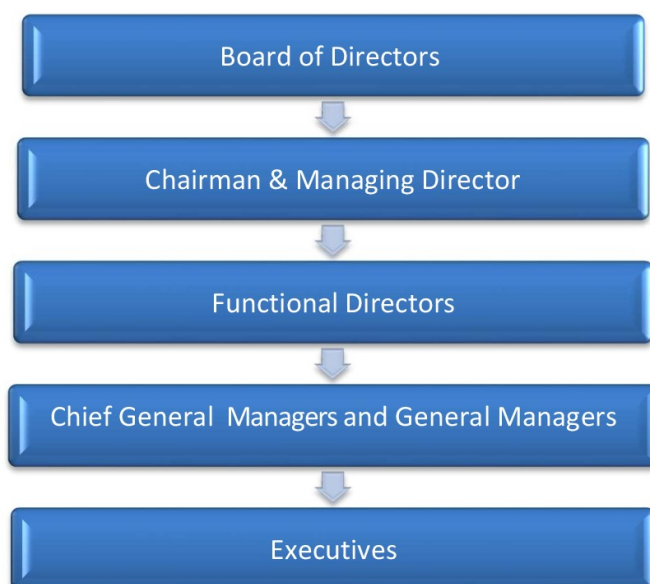 Board of Directors
Chairman & Managing Director
Functional Directors
Chief General Managers and General Managers
Executives